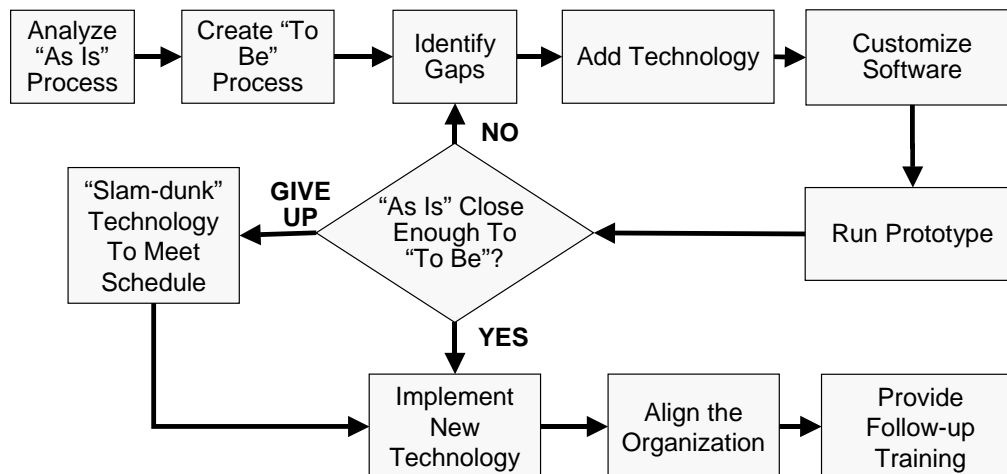 Analyze
“As Is”
Process
Create “To
Be”
Process
Identify
Gaps
Add Technology
Customize
Software
NO
“Slam-dunk”
Technology
To Meet
Schedule
GIVE
UP
“As Is” Close
Enough To
“To Be”?
Run Prototype
YES
Implement
New
Technology
Align the
Organization
Provide
Follow-up
Training